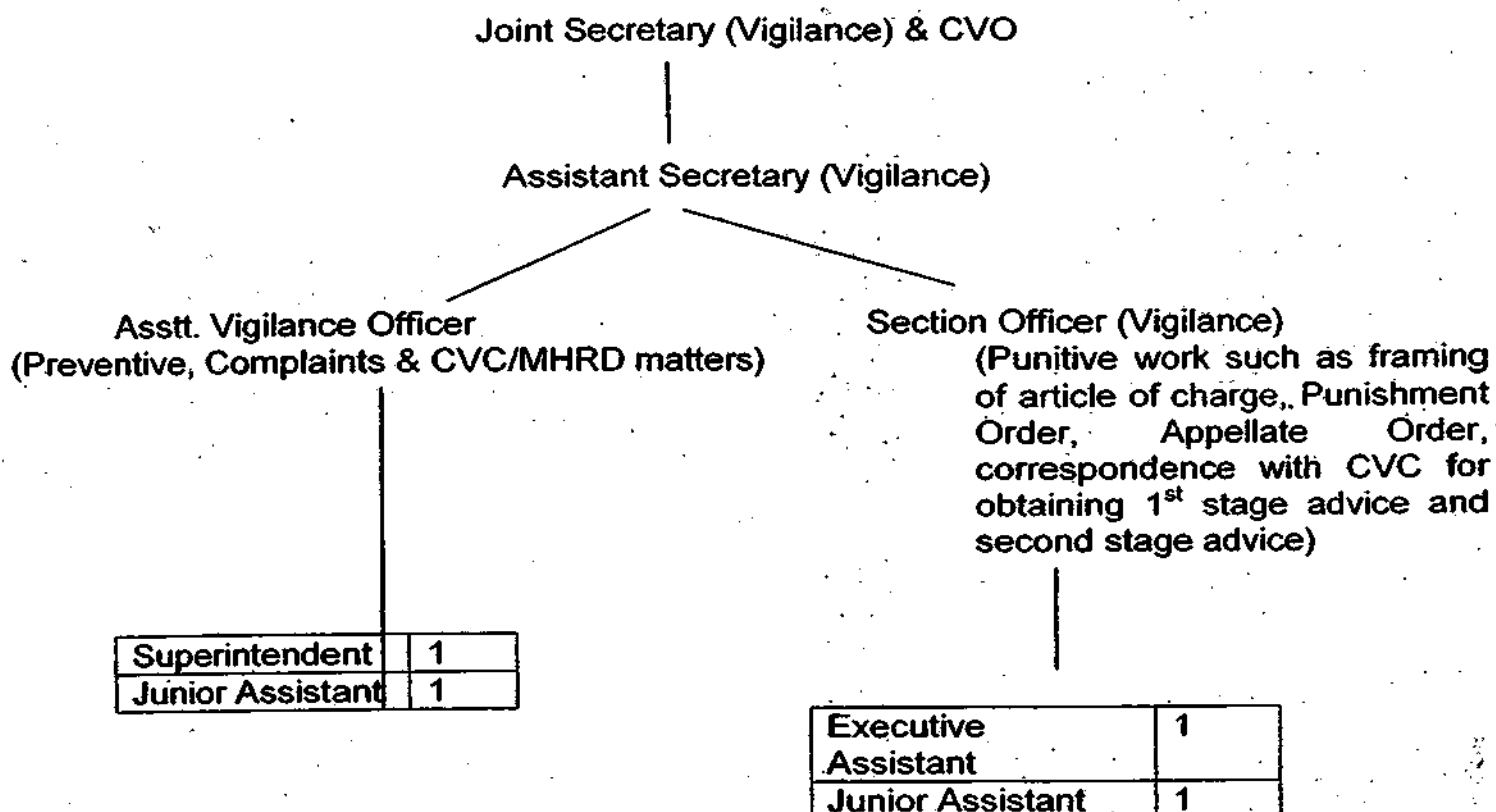 Joint Secretary (Vigilance) & CVO
Assistant Secretary (Vigilance)
Asstt. Vigilance Officer
(Preventive, Complaints & CVC/MHRD matters)
Superintendent 1
Junior Assistant 1
Section Officer (Vigilance)
(Punitive work such as framing
of article of charge,. Punishment
Order, Appellate Order,
correspondence with CVC for
obtaining 1st stage advice and
second stage advice)
Executive 1
Assistant
Junior Assistant 1